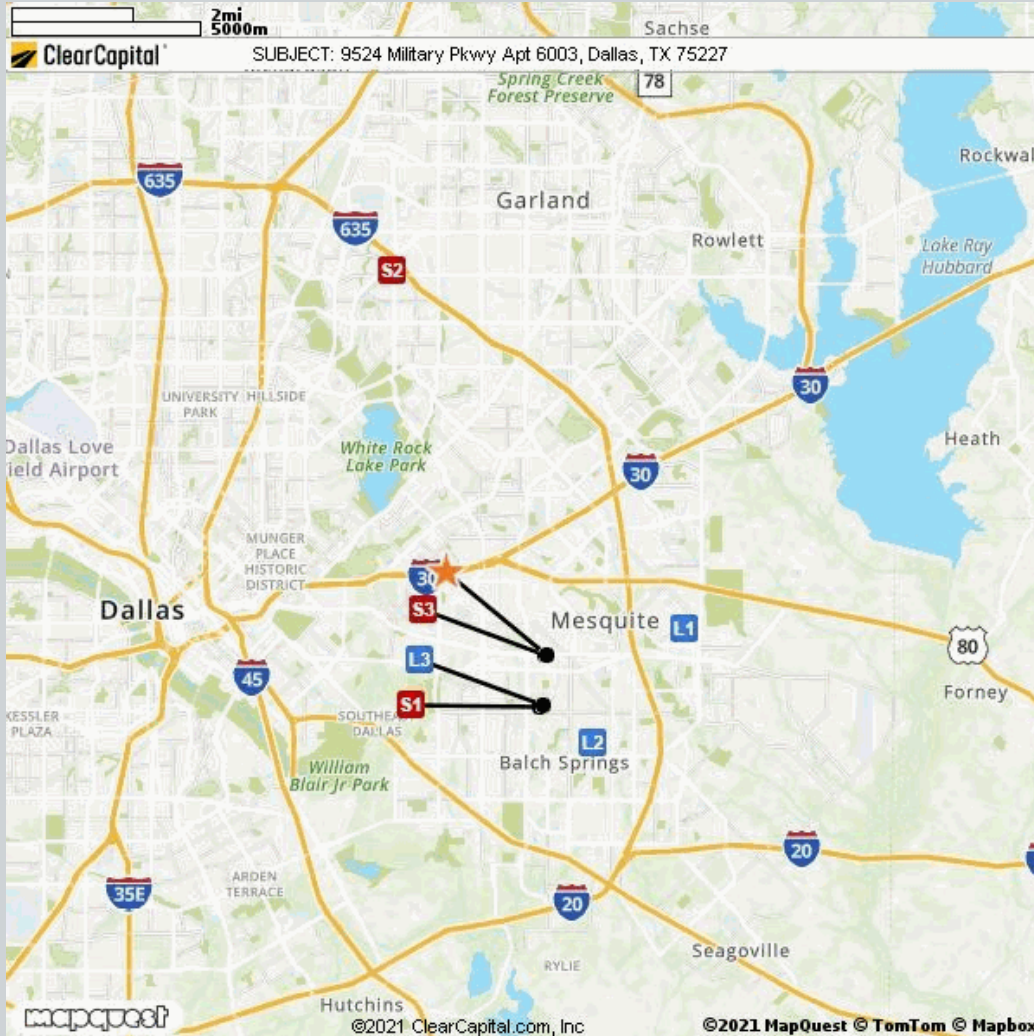 2mi
5000m
Sachse
ClearCapital
SUBJECT: 9524 Military Pkwy Apt 6003, Dallas, TX 75227
Spring Creek
Forest Preserve
78
Rockwal
635
Garland
635
Rowlett
Lake Ray
Hubbard
S2
30
UNIVERSITY
PARK
HILLSIDE
Dallas Love
ield Airport
White Rock
Lake Park
Heath
30
MUNGER
PLACE
HISTORIC
DISTRICT
30
Dallas
S3
Mesquite
L1
80
L3
45
Forney
KESSLER
PLAZA
S1
SOUTHEA
DALLAS
L2
Balch Springs
William
Blair Jr Park
20
ARDEN
TERRACE
35E
20
Seagoville
RYLIE
Hutchins
mapquest
©2021 ClearCapital.com, Inc
©2021 MapQuest © TomTom © Mapbo